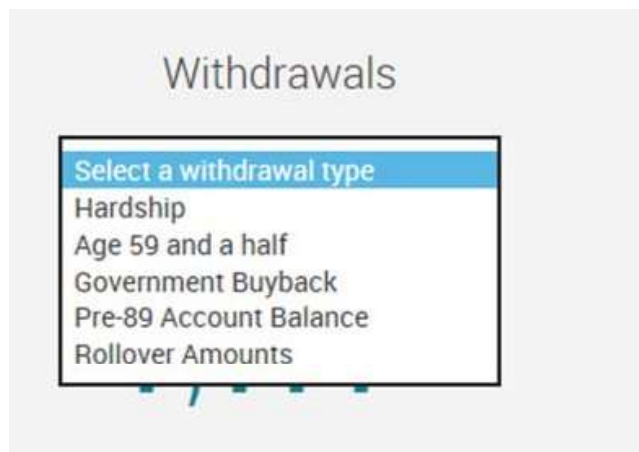 Withdrawals
Select a withdrawal type
Hardship
Age 59 and a half
Government Buyback
Pre-89 Account Balance
Rollover Amounts